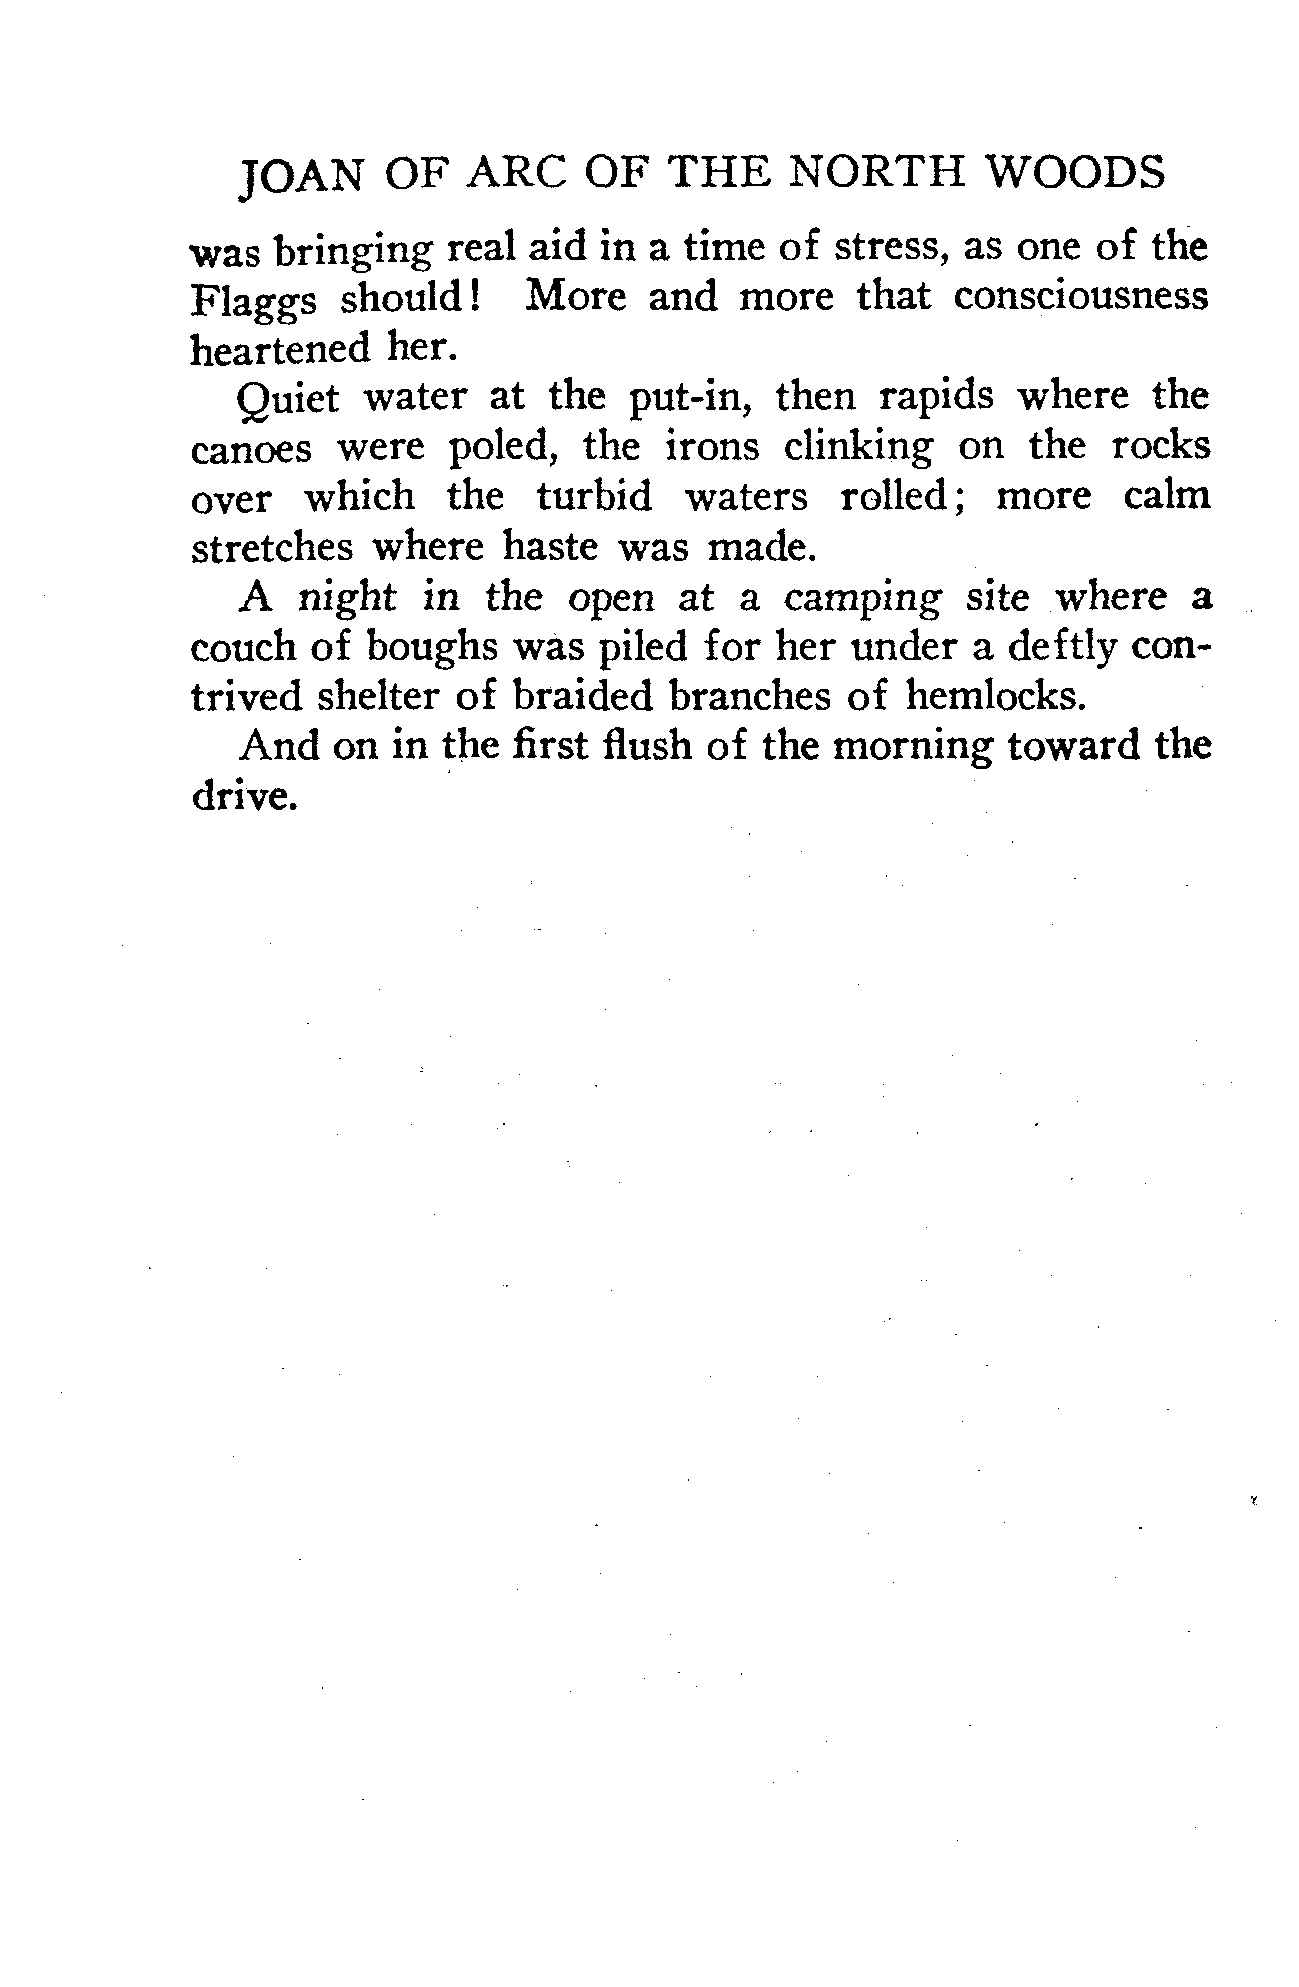 JOAN OF ARC OF THE NORTH WOODS
was bringing real aid in a time of stress, as one of the
Flaggs should! More and more that consciousness
heartened her.
Quiet water at the put-in, then rapids where the
canoes were poled, the irons clinking on the rocks
over which the turbid waters rolled; more calm
stretches where haste was made.
A night in the open at a camping site where a
couch of boughs was piled for her under a deftly con-
trived shelter of braided branches of hemlocks.
And on in the first flush of the morning toward the
drive.